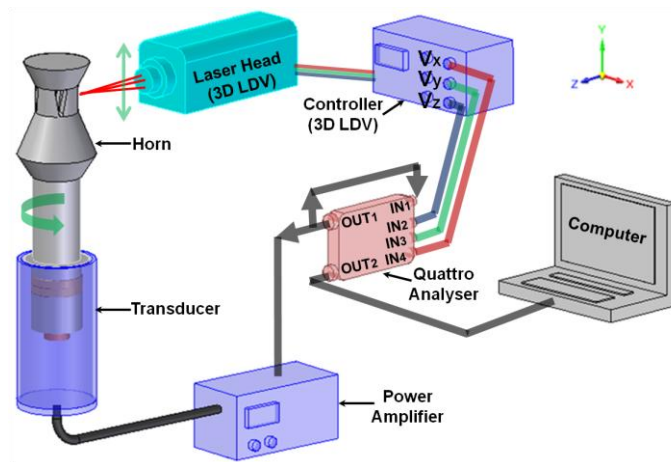 Laser Head
(3D LDV)
Vx
Vy
Vz
Controller
(3D LDV)
Y
Z
X
Horn
OUT1
IN1
IN2
IN3
IN4
OUT2
Quattro
Analyser
Computer
Transducer
Power
Amplifier